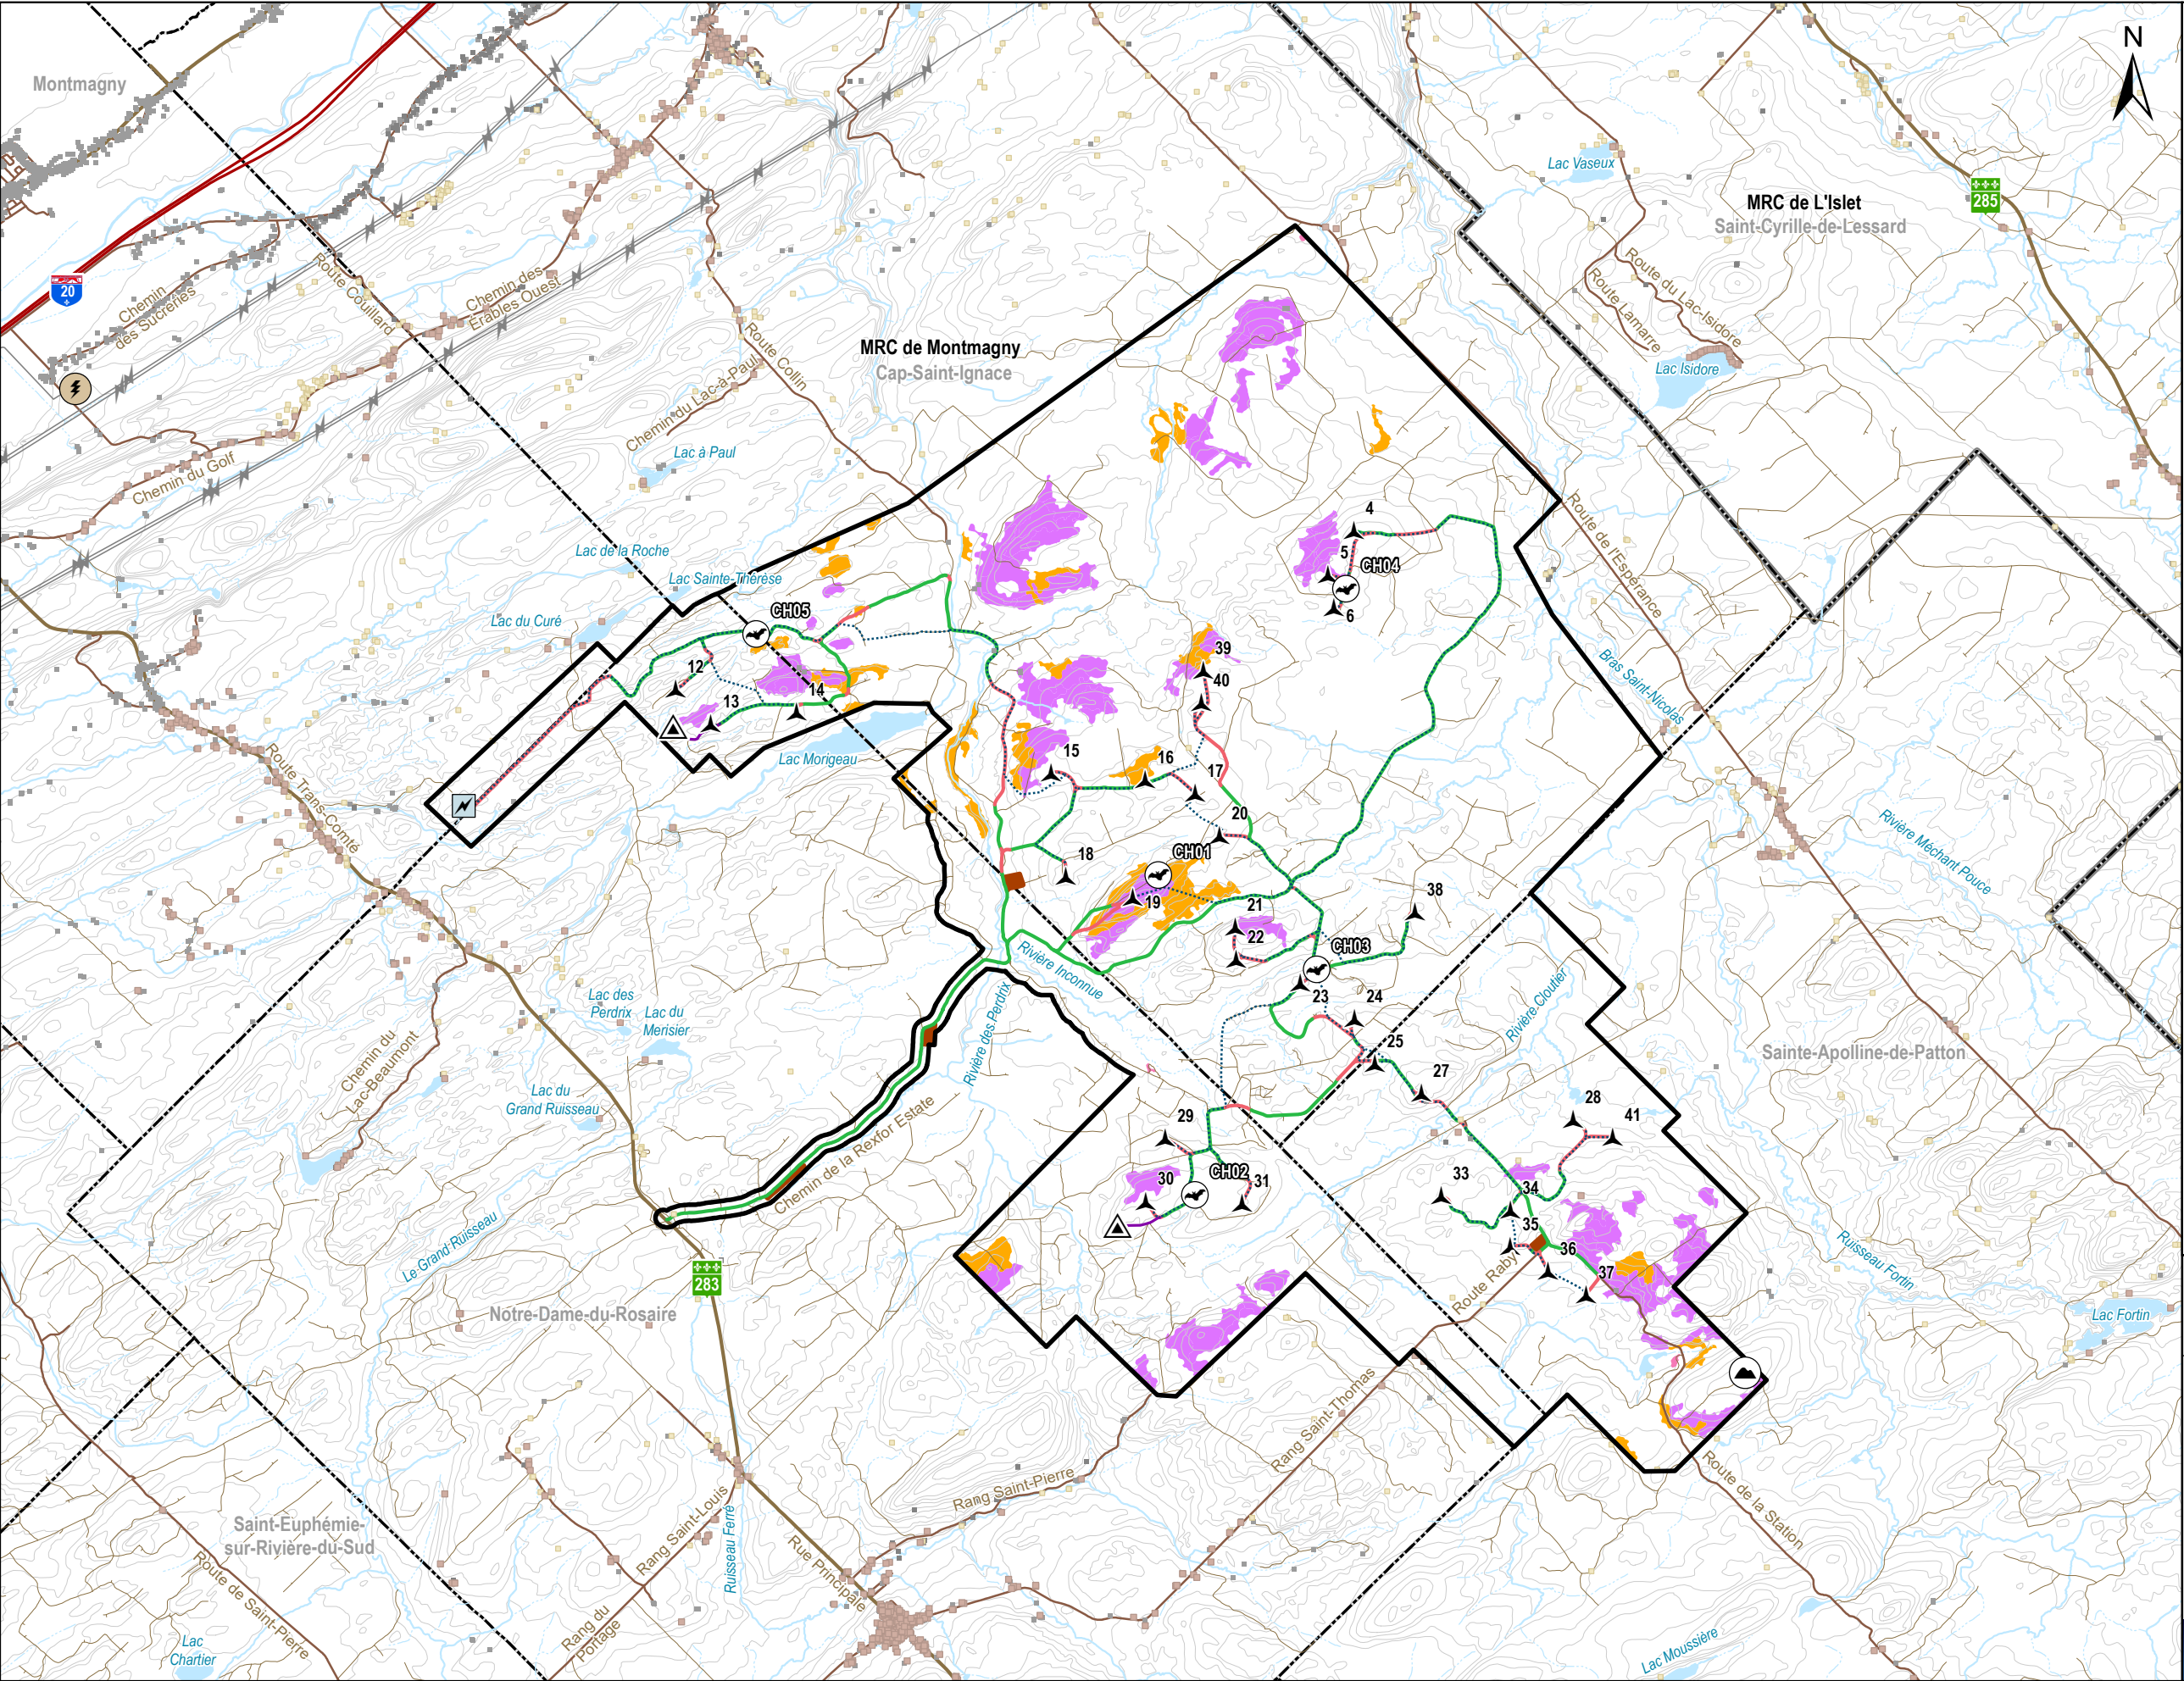 N
Montmagny
Lac Vaseux
MRC de L'Islet
Saint-Cyrille-de-Lessard
285
20
Chemin
des Sucreries
Route Couillard
Chemin des
Érables Ouest
Route du Lac-Isidore
Route Lamarre
Lac Isidore
MRC de Montmagny
Cap-Saint-Ignace
Route Collin
Chemin du Lac-à-Paul
Lac à Paul
Chemin du Golf
Route de l'Espérance
4
5
CH04
6
Lac de la Roche
Lac Sainte-Thérèse
Lac du Curé
CH05
12
13
14
39
40
Bras Saint-Nicolas
Lac Morigeau
15
16
17
Route Trans-Comté
20
Rivière Méchant Pouce
18
CH01
19
21
22
38
CH03
Rivière Inconnue
Lac des
Perdrix
Lac du
Merisier
Rivière des Perdrix
23
24
25
Rivière Cloutier
Sainte-Apolline-de-Patton
Chemin du
Lac-Beaumont
27
Lac du
Grand Ruisseau
28
41
29
Chemin de la Rexfor Estate
30
CH02
31
33
34
35
36
37
Route Raby
Le Grand Ruisseau
Ruisseau Fortin
Lac Fortin
283
Notre-Dame-du-Rosaire
Rang Saint-Thomas
Rang Saint-Pierre
Route de la Station
Saint-Euphémie-
sur-Rivière-du-Sud
Rang Saint-Louis
Ruisseau Ferré
Rue Principale
Route de Saint-Pierre
Rang du
Portage
Lac
Chartier
Lac Moussière